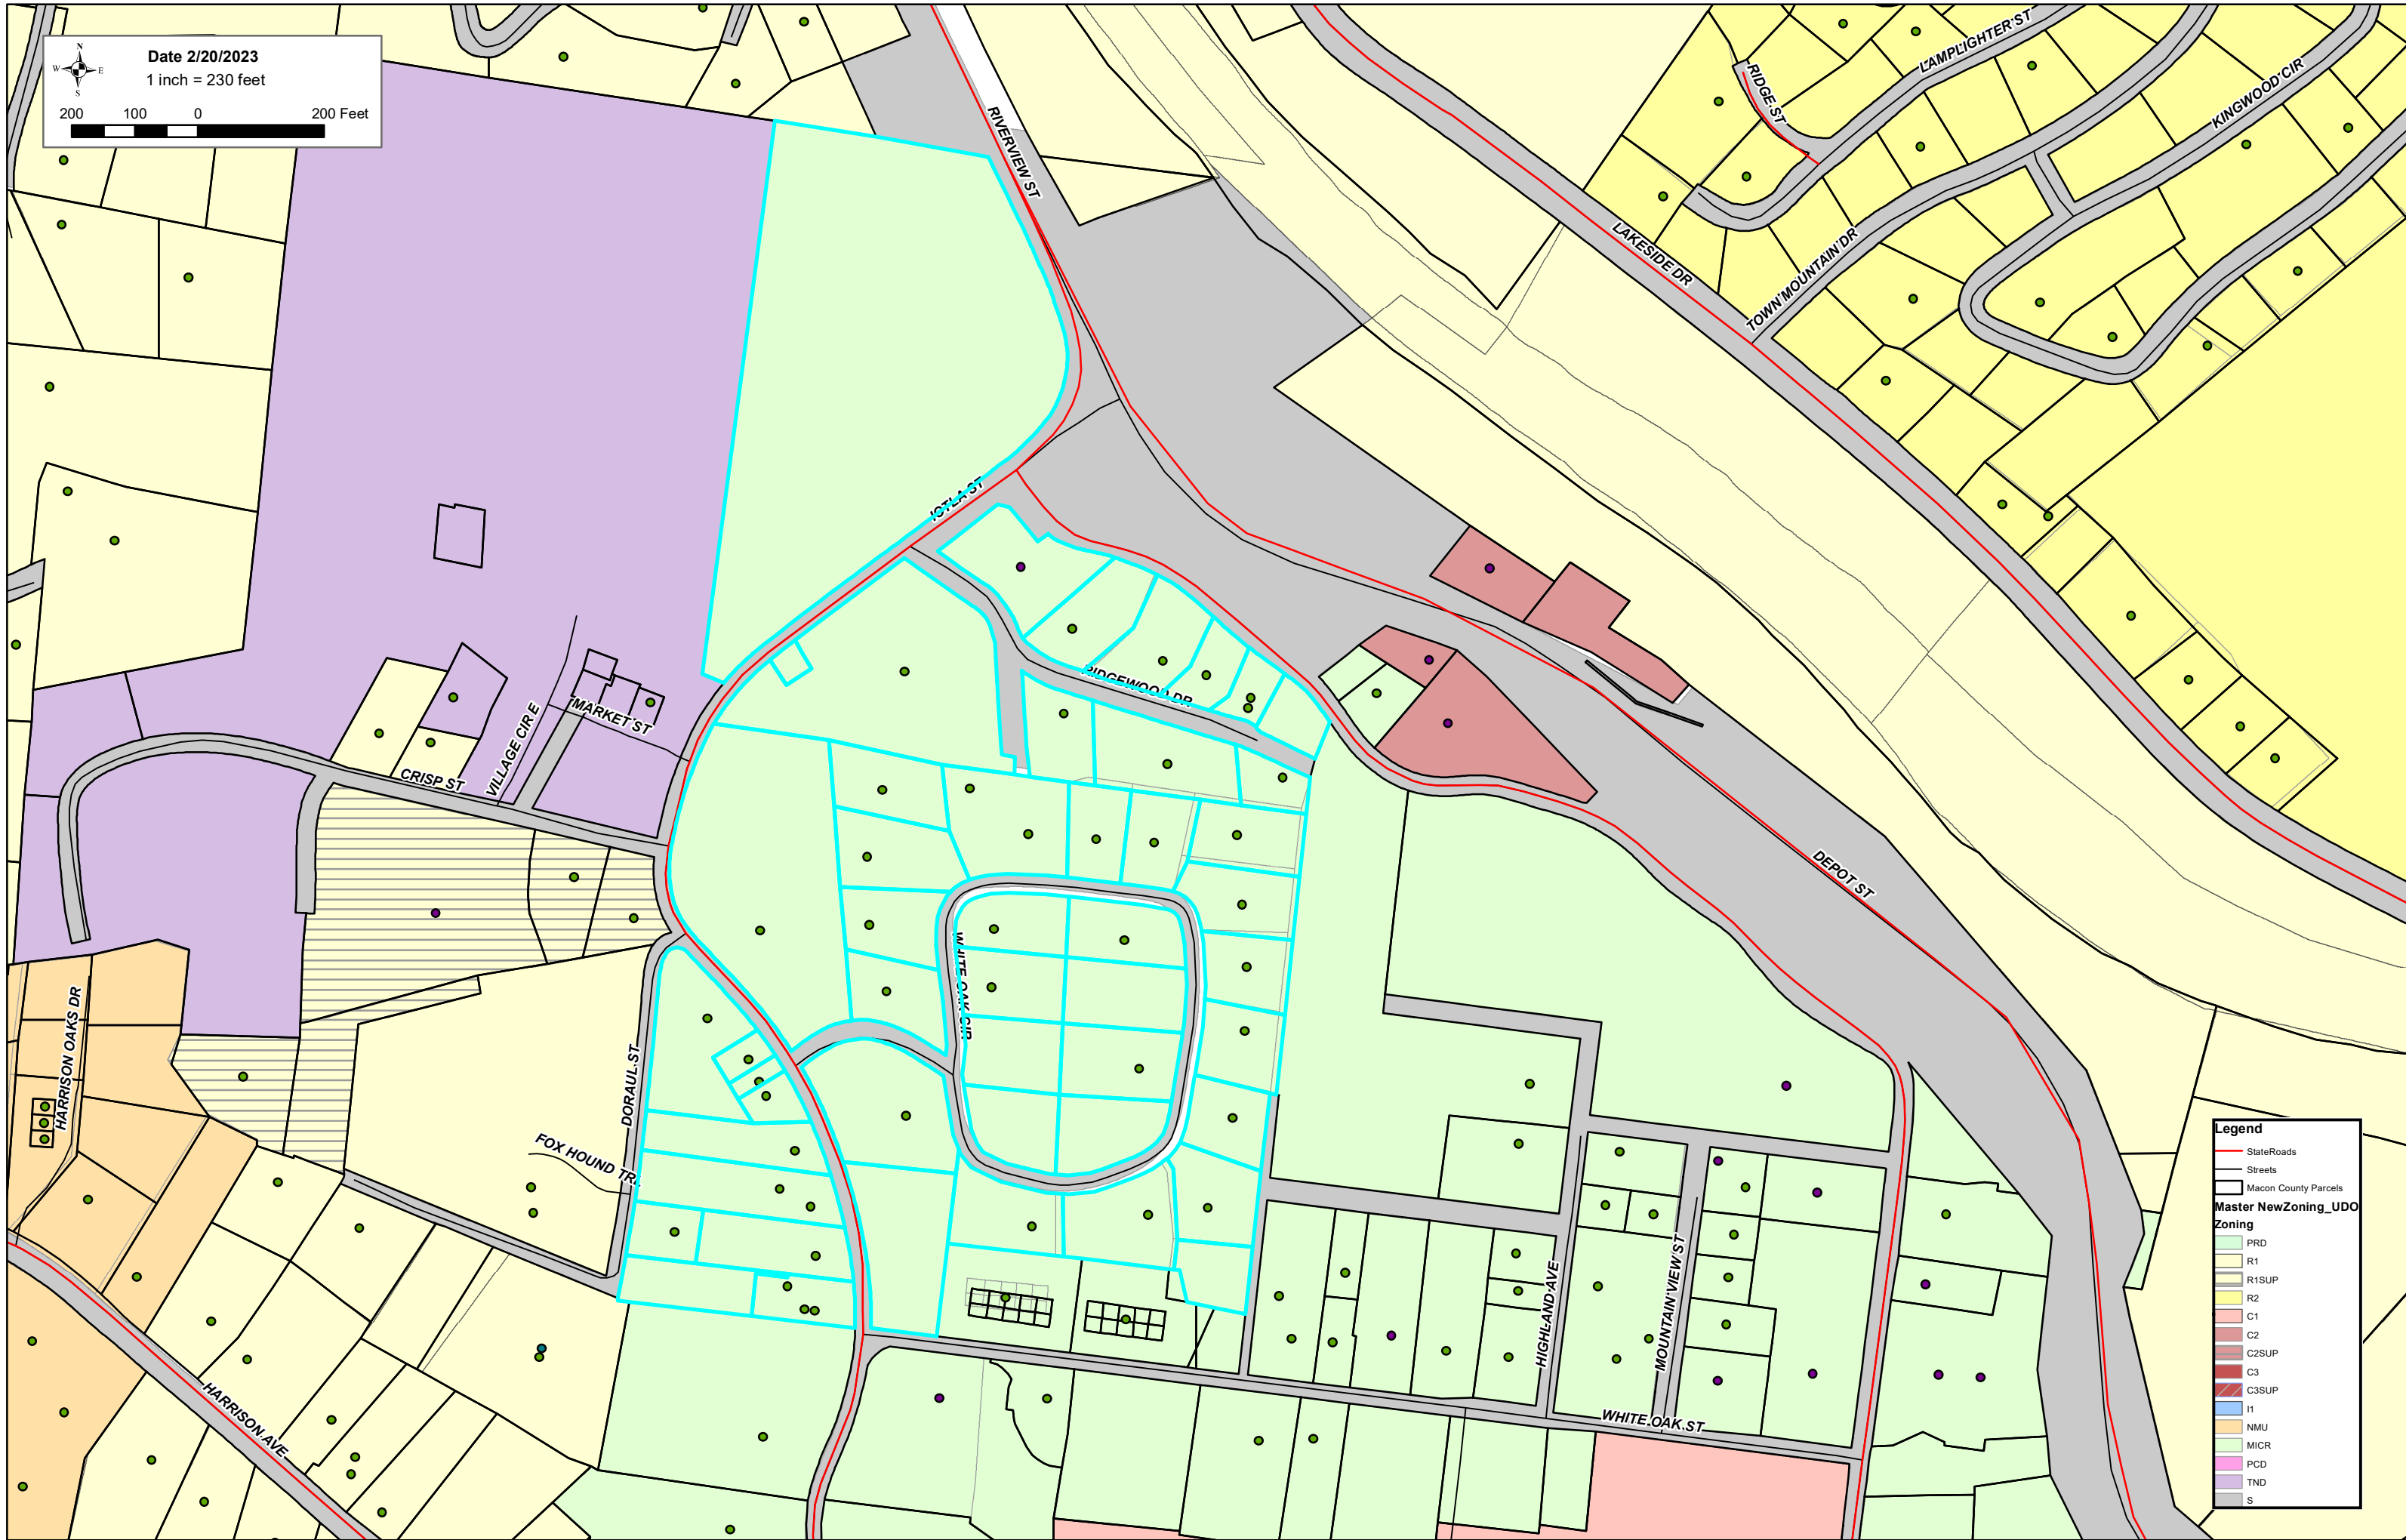 N
W E
S
Date 2/20/2023
1 inch = 230 feet
200 100 0 200 Feet
RIVERVIEW ST
LAMPLIGHTER ST
RIDGE ST
KINGWOOD CIR
LAKESIDE DR
TOWN MOUNTAIN DR
IOTLA ST
RIDGEWOOD DR
MARKET ST
VILLAGE CIR E
CRISP ST
DEPOT ST
WHITE OAK CIR
HARRISON OAKS DR
DORAUL ST
FOX HOUND TRL
HIGHLAND AVE
MOUNTAIN VIEW ST
HARRISON AVE
WHITE OAK ST
Legend
StateRoads
Streets
Macon County Parcels
Master NewZoning_UDO
Zoning
PRD
R1
R1SUP
R2
C1
C2
C2SUP
C3
C3SUP
I1
NMU
MICR
PCD
TND
S